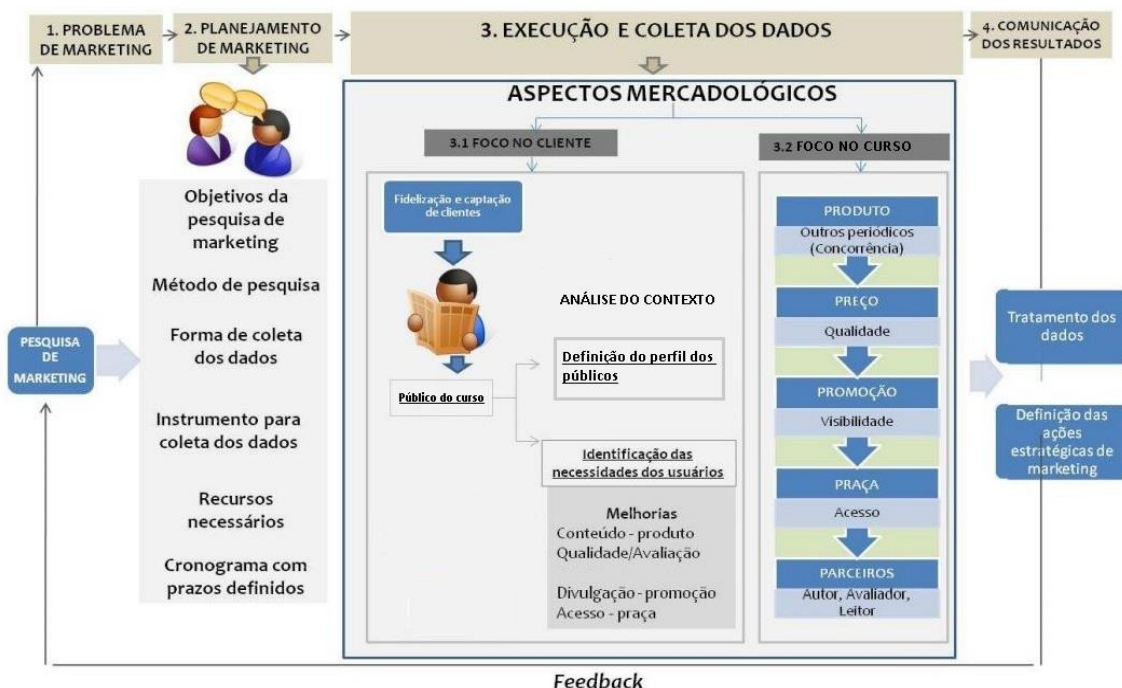 1. PROBLEMA
DE MARKETING
2. PLANEJAMENTO
DE MARKETING
3. EXECUÇÃO E COLETA DOS DADOS
4. COMUNICAÇÃO
DOS RESULTADOS
PESQUISA
DE
MARKETING
Objetivos da
pesquisa de
marketing
Método de pesquisa
Forma de coleta
dos dados
Instrumento para
coleta dos dados
Recursos
necessários
Cronograma com
prazos definidos
ASPECTOS MERCADOLÓGICOS
3.1 FOCO NO CLIENTE
Fidelização e captação
de clientes
Público do curso
ANÁLISE DO CONTEXTO
Definição do perfil dos
públicos
Identificação das
necessidades dos usuários
Melhorias
Conteúdo - produto
Qualidade/Avaliação
Divulgação - promoção
Acesso - praça
3.2 FOCO NO CURSO
PRODUTO
Outros periódicos
(Concorrência)
PREÇO
Qualidade
PROMOÇÃO
Visibilidade
PRAÇA
Acesso
PARCEIROS
Autor, Avaliador,
Leitor
Tratamento dos
dados
Definição das
ações
estratégicas de
marketing
Feedback